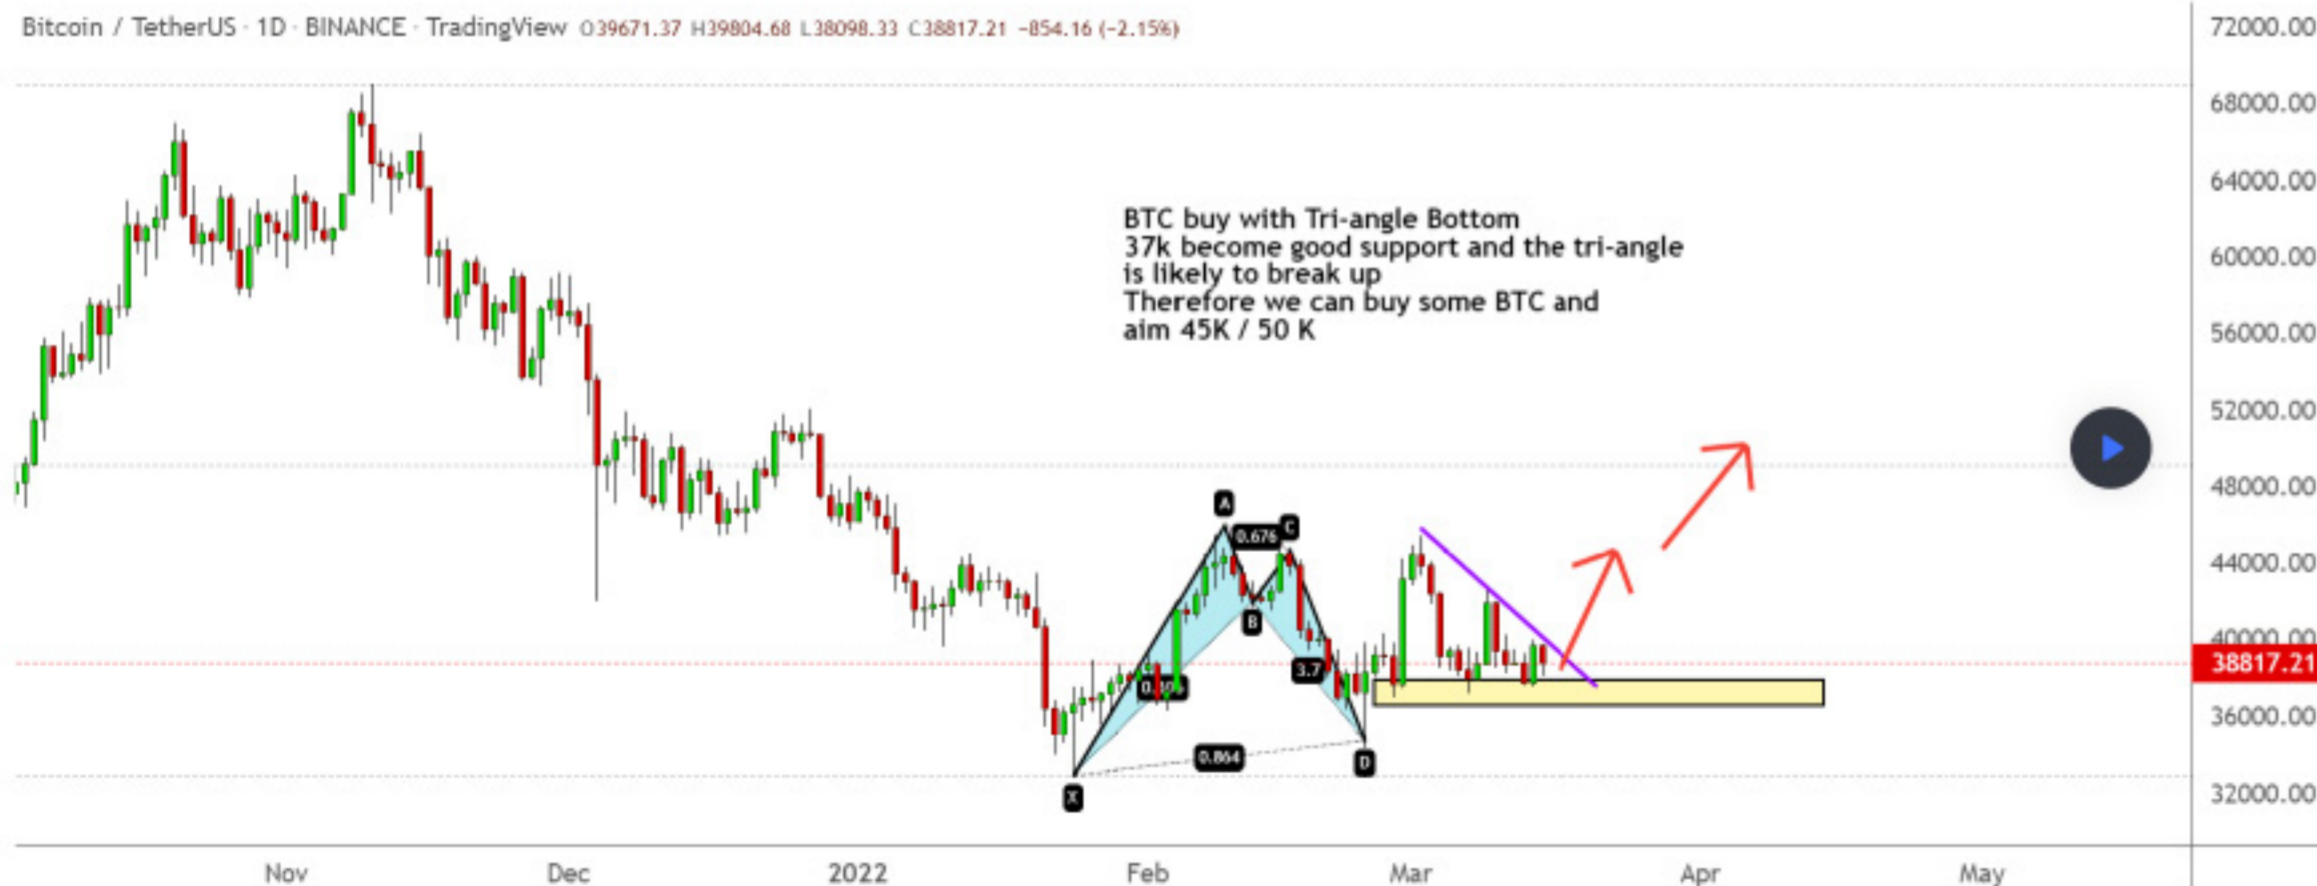 Bitcoin / TetherUS · 1D · BINANCE · TradingView O39671.37 H39804.68 L38098.33 C38817.21 −854.16 (−2.15%)
72000.00
68000.00
64000.00
BTC buy with Tri-angle Bottom
37k become good support and the tri-angle
is likely to break up
Therefore we can buy some BTC and
aim 45K / 50 K
60000.00
56000.00
52000.00
48000.00
A
0.676
C
44000.00
B
40000.00
38817.21
3.7
36000.00
0.864
D
X
32000.00
Nov Dec 2022 Feb Mar Apr May